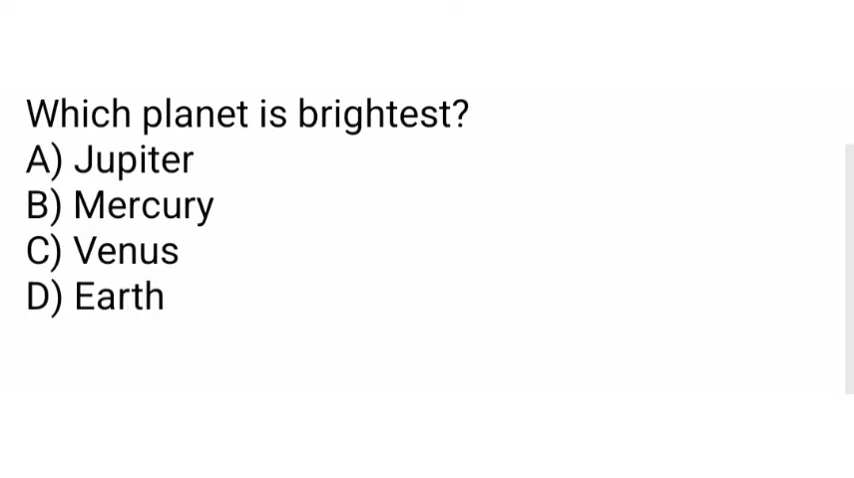 Which planet is brightest?
A) Jupiter
B) Mercury
C) Venus
D) Earth